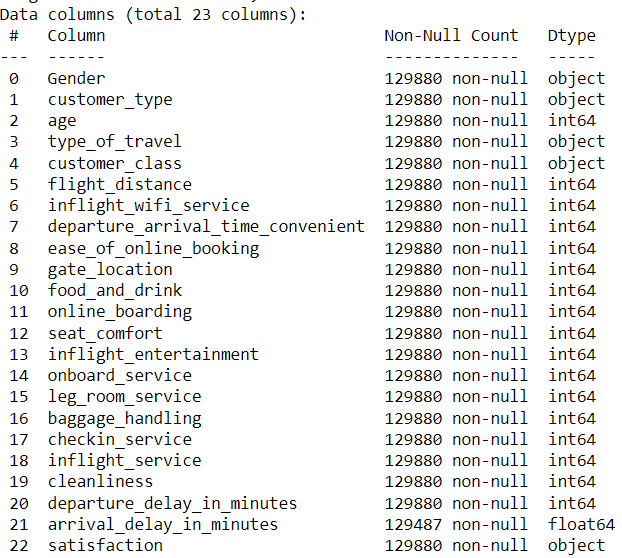 Data columns (total 23 columns):
 #   Column                             Non-Null Count   Dtype
---  ------                             --------------   -----
 0   Gender                             129880 non-null  object
 1   customer_type                      129880 non-null  object
 2   age                                129880 non-null  int64
 3   type_of_travel                     129880 non-null  object
 4   customer_class                     129880 non-null  object
 5   flight_distance                    129880 non-null  int64
 6   inflight_wifi_service              129880 non-null  int64
 7   departure_arrival_time_convenient  129880 non-null  int64
 8   ease_of_online_booking             129880 non-null  int64
 9   gate_location                      129880 non-null  int64
 10  food_and_drink                     129880 non-null  int64
 11  online_boarding                    129880 non-null  int64
 12  seat_comfort                       129880 non-null  int64
 13  inflight_entertainment             129880 non-null  int64
 14  onboard_service                    129880 non-null  int64
 15  leg_room_service                   129880 non-null  int64
 16  baggage_handling                   129880 non-null  int64
 17  checkin_service                    129880 non-null  int64
 18  inflight_service                   129880 non-null  int64
 19  cleanliness                        129880 non-null  int64
 20  departure_delay_in_minutes         129880 non-null  int64
 21  arrival_delay_in_minutes           129487 non-null  float64
 22  satisfaction                       129880 non-null  object